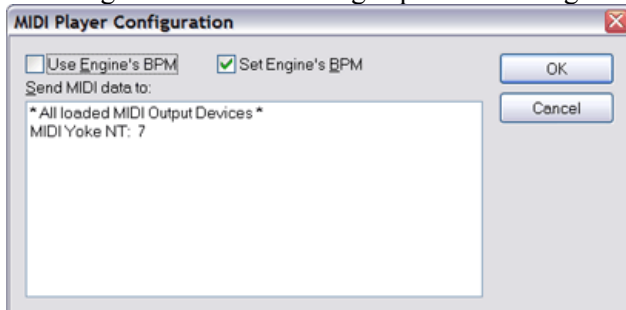 MIDI Player Configuration
Use Engine's BPM Set Engine's BPM
Send MIDI data to:
* All loaded MIDI Output Devices *
MIDI Yoke NT: 7
OK
Cancel